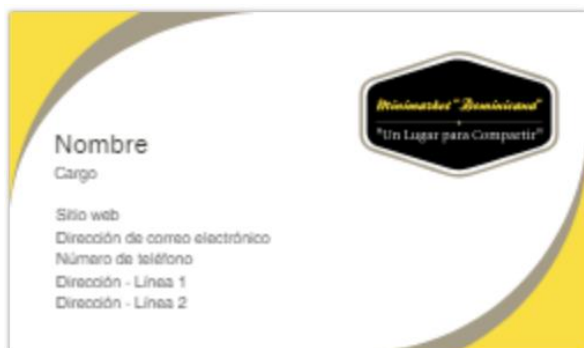 Minimarket "Dominicana"
"Un Lugar para Compartir"
Nombre
Cargo
Sitio web
Dirección de correo electrónico
Número de teléfono
Dirección - Línea 1
Dirección - Línea 2